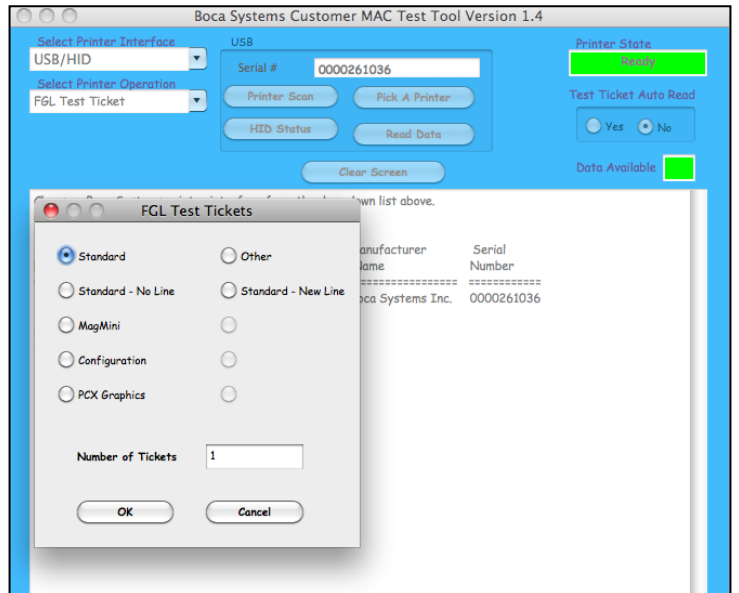 Boca Systems Customer MAC Test Tool Version 1.4
Select Printer Interface
USB/HID
Select Printer Operation
FGL Test Ticket
USB
Serial # 0000261036
Printer Scan Pick A Printer
HID Status Read Data
Clear Screen
Printer State
Ready
Test Ticket Auto Read
Yes No
Data Available
list above.
Serial
Number
================ ============
Systems Inc. 0000261036
FGL Test Tickets
Standard Other
Standard - No Line Standard - New Line
MagMini
Configuration
PCX Graphics
Number of Tickets 1
OK Cancel